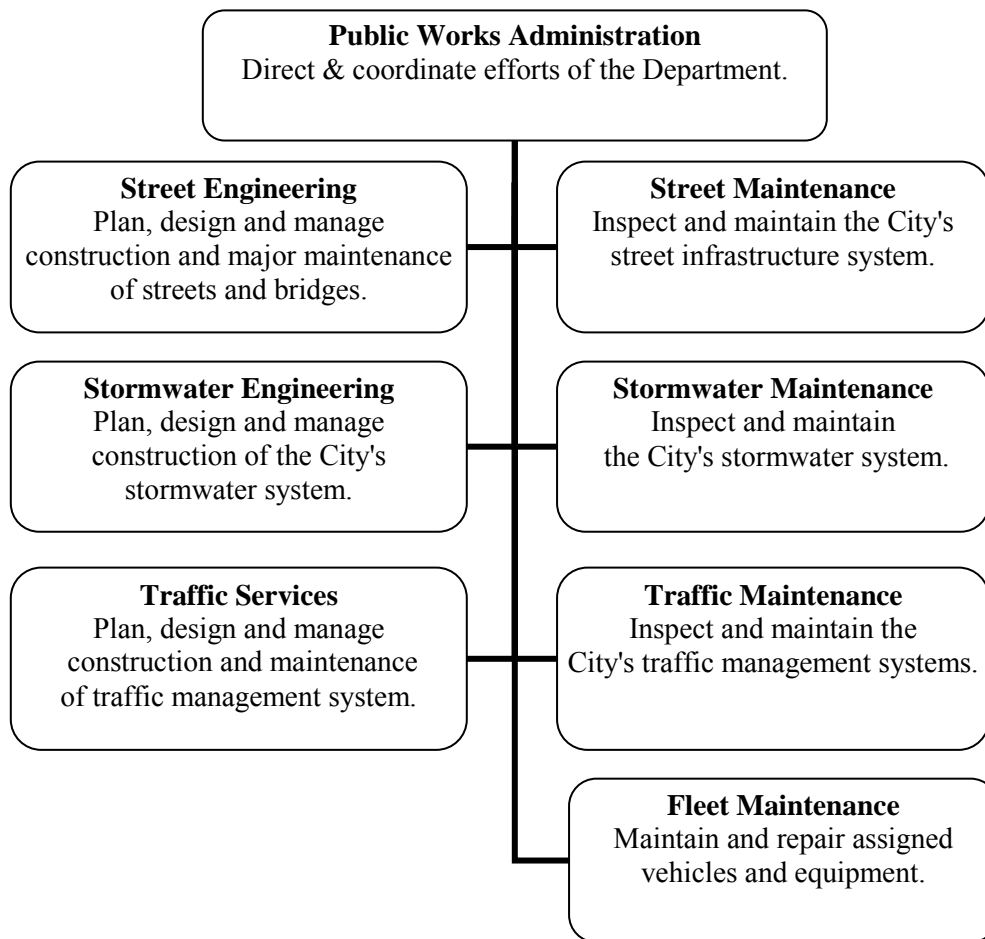 Public Works Administration
Direct & coordinate efforts of the Department.
Street Engineering
Plan, design and manage
construction and major maintenance
of streets and bridges.
Street Maintenance
Inspect and maintain the City's
street infrastructure system.
Stormwater Engineering
Plan, design and manage
construction of the City's
stormwater system.
Stormwater Maintenance
Inspect and maintain
the City's stormwater system.
Traffic Services
Plan, design and manage
construction and maintenance
of traffic management system.
Traffic Maintenance
Inspect and maintain the
City's traffic management systems.
Fleet Maintenance
Maintain and repair assigned
vehicles and equipment.